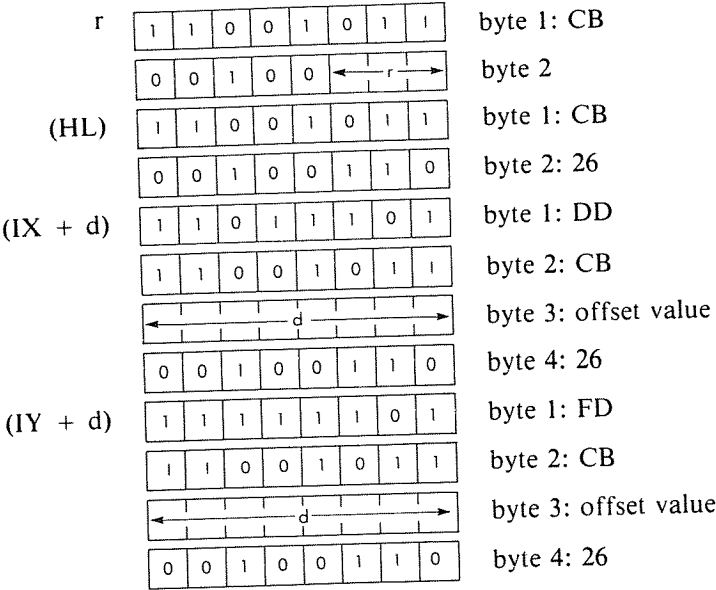 r 1 1 0 0 1 0 1 1 byte 1: CB
0 0 1 0 0 r byte 2
(HL) 1 1 0 0 1 0 1 1 byte 1: CB
0 0 1 0 0 1 1 0 byte 2: 26
(IX + d) 1 1 0 1 1 1 0 1 byte 1: DD
1 1 0 0 1 0 1 1 byte 2: CB
d byte 3: offset value
0 0 1 0 0 1 1 0 byte 4: 26
(IY + d) 1 1 1 1 1 1 0 1 byte 1: FD
1 1 0 0 1 0 1 1 byte 2: CB
d byte 3: offset value
0 0 1 0 0 1 1 0 byte 4: 26